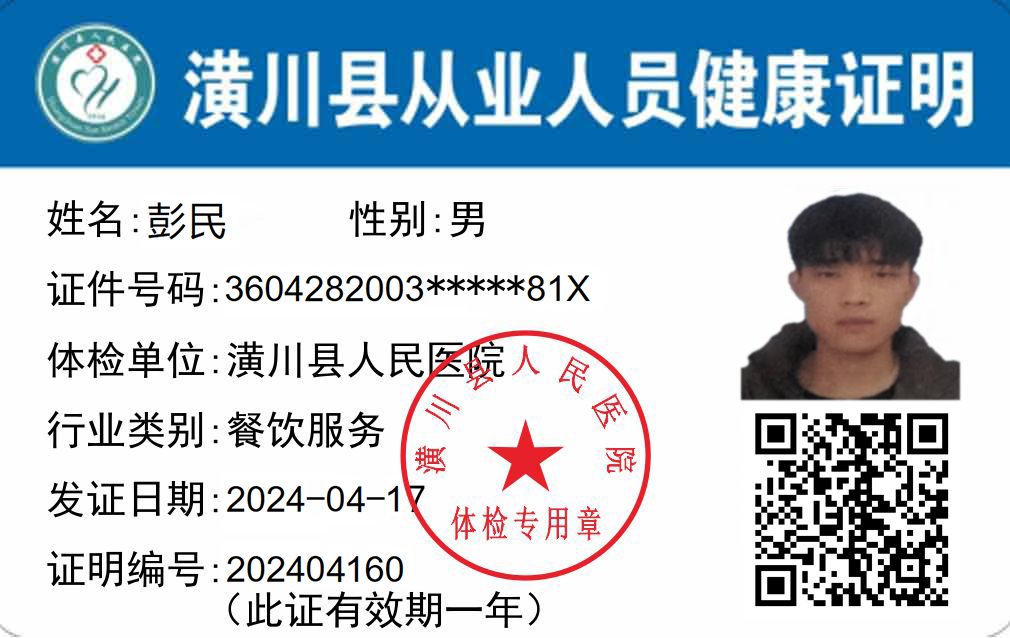 潢川县从业人员健康证明
姓名:彭民 性别:男
证件号码:3604282003*****81X
体检单位:潢川县人民医院
行业类别:餐饮服务
发证日期:2024-04-17
证明编号:202404160
(此证有效期一年)
潢川县人民医院
体检专用章